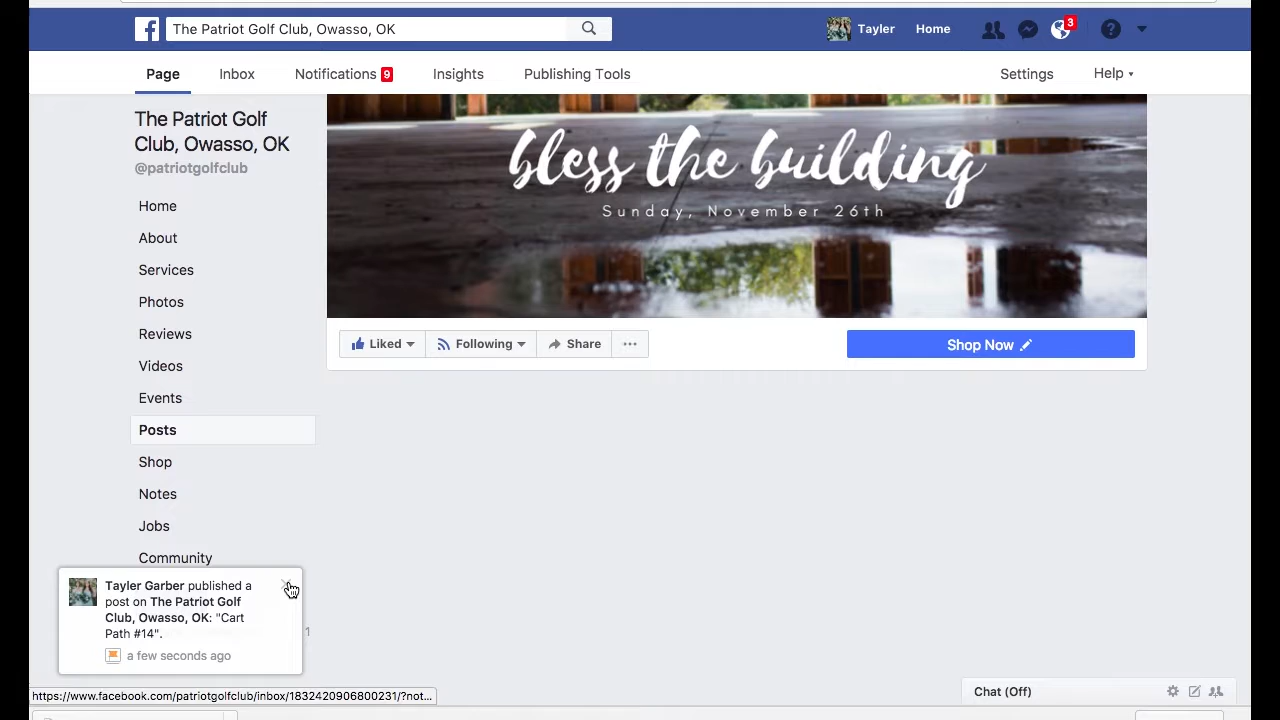 The Patriot Golf Club, Owasso, OK
Tayler
Home
3
Page
Inbox
Notifications 9
Insights
Publishing Tools
Settings
Help
The Patriot Golf
Club, Owasso, OK
@patriotgolfclub
Home
About
Services
Photos
Reviews
Videos
Events
Posts
Shop
Notes
Jobs
Community
bless the building
Sunday, November 26th
Liked
Following
Share
Shop Now
Tayler Garber published a
post on The Patriot Golf
Club, Owasso, OK: "Cart
Path #14".
a few seconds ago
1
https://www.facebook.com/patriotgolfclub/inbox/1832420906800231/?not...
Chat (Off)